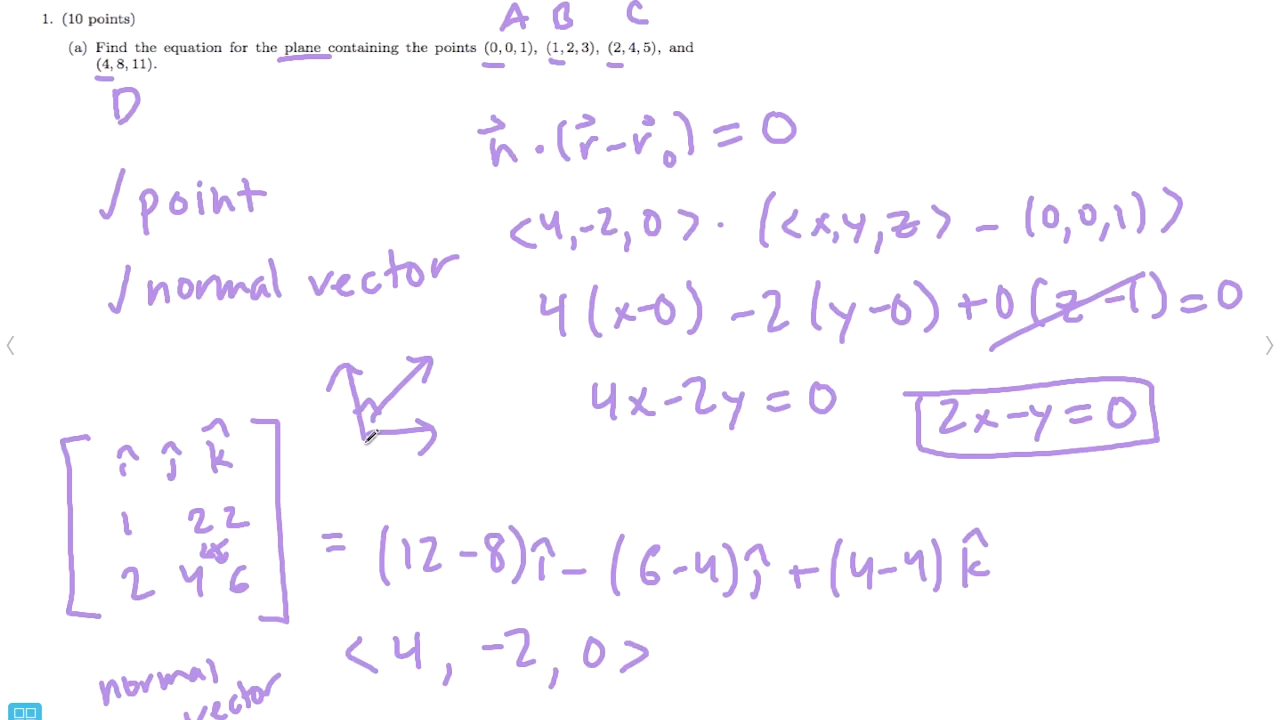 1. (10 points)
A B C
(a) Find the equation for the plane containing the points (0, 0, 1), (1, 2, 3), (2, 4, 5), and
(4, 8, 11).
D
n⃗ · (r⃗ − r⃗₀) = 0
√ point
<4, -2, 0> · (<x, y, z> − (0, 0, 1)>
√ normal vector
4(x-0) − 2(y-0) + 0(z-1) = 0
4x − 2y = 0
2x − y = 0
î ĵ k̂
1 2 2
2 4 6
= (12 − 8)î − (6 − 4)ĵ + (4 − 4)k̂
<4, -2, 0>
normal
vector